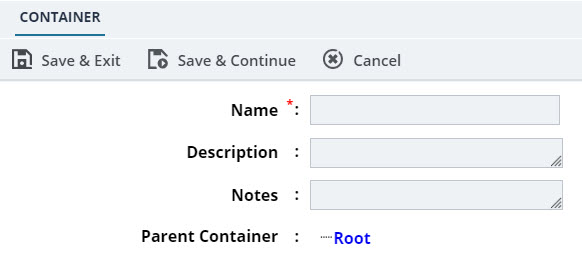 CONTAINER
Save & Exit Save & Continue Cancel
Name *:
Description :
Notes :
Parent Container : Root